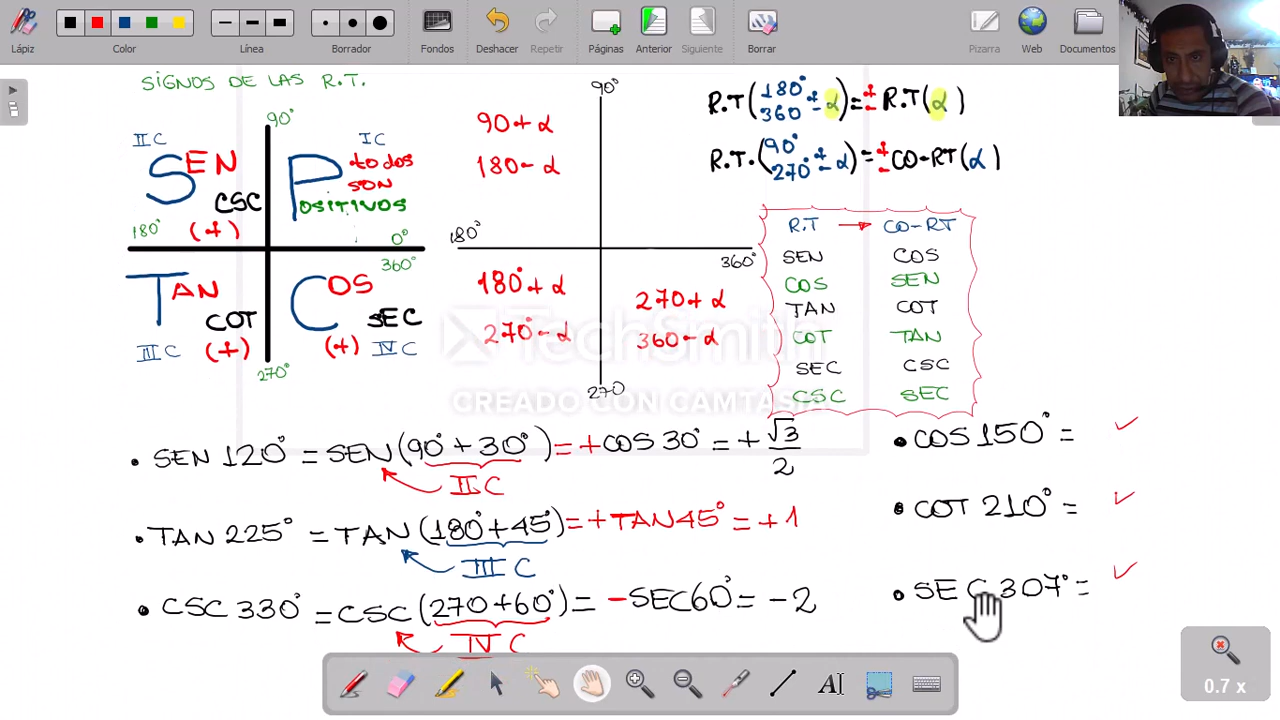 Lápiz
Color
Línea
Borrador
Fondos
Deshacer
Repetir
Páginas
Anterior
Siguiente
Borrar
Pizarra
Web
Documentos
SIGNOS DE LAS R.T.
90°
IIC
IC
SEN
CSC
(+)
todos
SON
POSITIVOS
180°
0°
360°
TAN
COT
(+)
IIIC
COS
SEC
(+)
IVC
270°
90°
90+α
180-α
180°
360°
180°+α
270°-α
270+α
360-α
270
R.T(180° 360 ± α) = ± R.T(α)
R.T.(90° 270° ± α) = ± CO-RT(α)
R.T → CO-RT
SEN COS
COS SEN
TAN COT
COT TAN
SEC CSC
CSC SEC
TechSmith
CREADO CON CAMTASIA
• SEN 120° = SEN(90°+30°) = +COS 30° = + √3/2
IIC
• TAN 225° = TAN(180°+45°) = +TAN45° = +1
IIIC
• CSC 330° = CSC(270+60°) = -SEC60° = -2
IVC
• COS 150° =
• COT 210° =
• SEC 307° =
AI
0.7 x